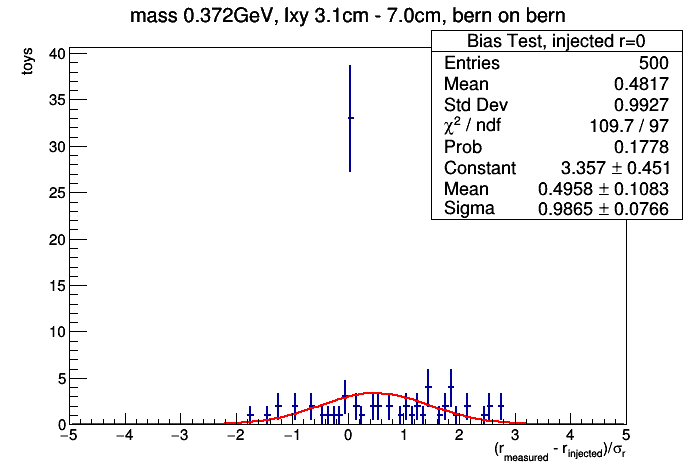 mass 0.372GeV, lxy 3.1cm - 7.0cm, bern on bern
Bias Test, injected r=0
Entries 500
Mean 0.4817
Std Dev 0.9927
χ² / ndf 109.7 / 97
Prob 0.1778
Constant 3.357 ± 0.451
Mean 0.4958 ± 0.1083
Sigma 0.9865 ± 0.0766
toys
40
35
30
25
20
15
10
5
0
−5 −4 −3 −2 −1 0 1 2 3 4 5
(r_measured - r_injected)/σ_r